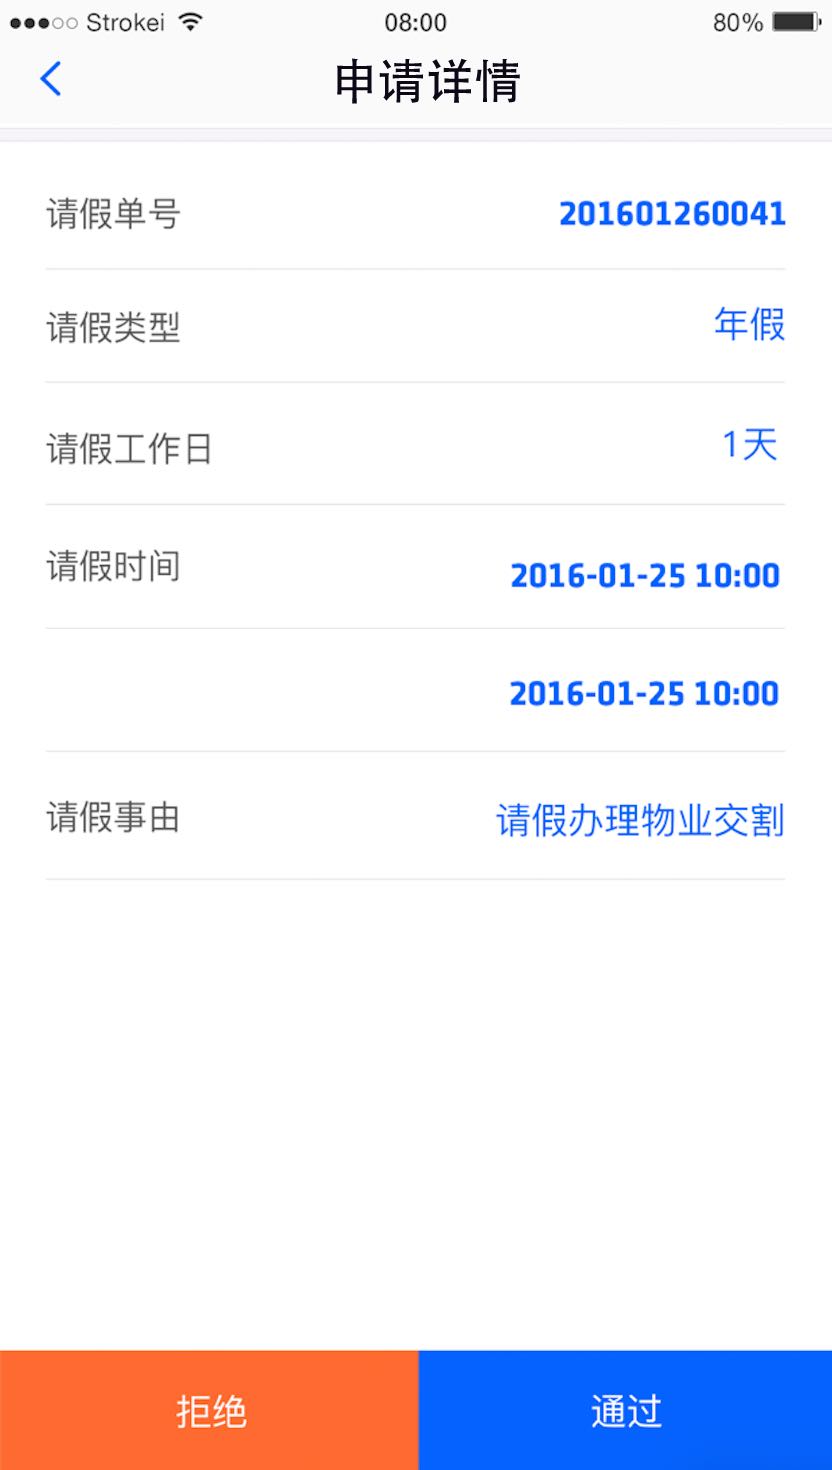 Strokei 08:00 80%
申请详情
请假单号 201601260041
请假类型 年假
请假工作日 1天
请假时间 2016-01-25 10:00
2016-01-25 10:00
请假事由 请假办理物业交割
拒绝 通过